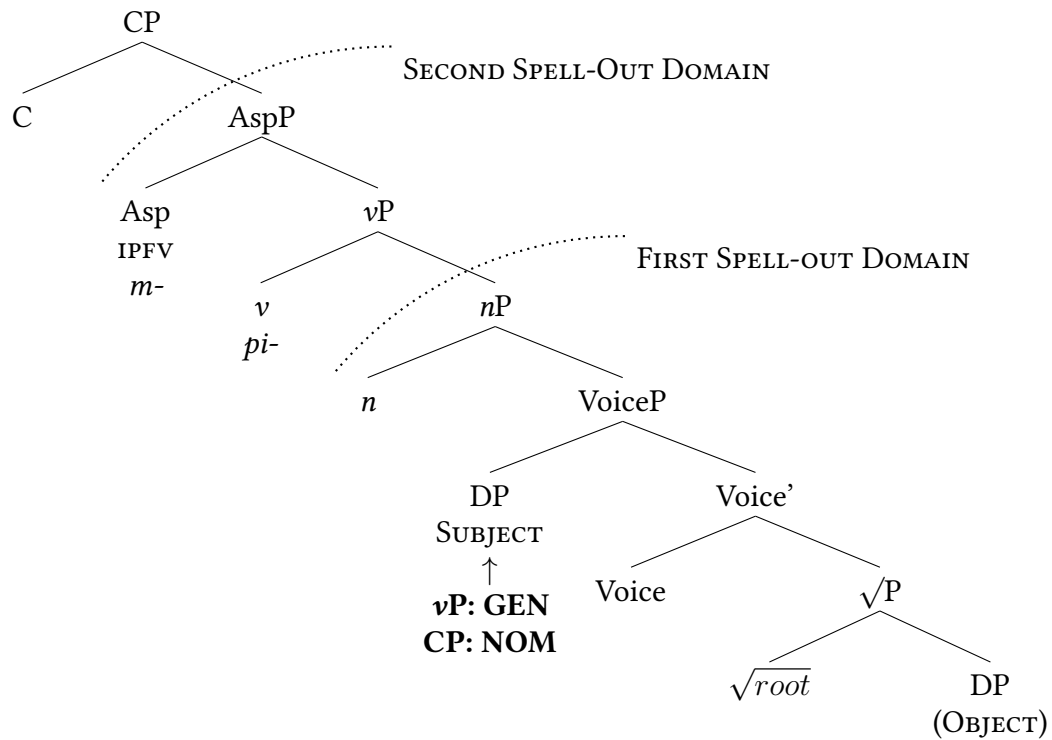 CP
SECOND SPELL-OUT DOMAIN
C
AspP
Asp
vP
IPFV
m-
FIRST SPELL-OUT DOMAIN
v
nP
pi-
n
VoiceP
DP
Voice’
SUBJECT
↑
Voice
√P
vP: GEN
CP: NOM
√root
DP
(OBJECT)